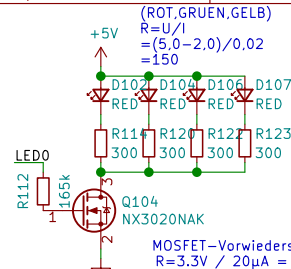 (ROT,GRUEN,GELB)
R=U/I
=(5,0-2,0)/0,02
=150
+5V
D102 D104 D106 D107
RED RED RED RED
R114 R120 R122 R123
300 300 300 300
LED0
R112
165k
3
1
2
Q104
NX3020NAK
MOSFET-Vorwieders
R=3.3V / 20µA =